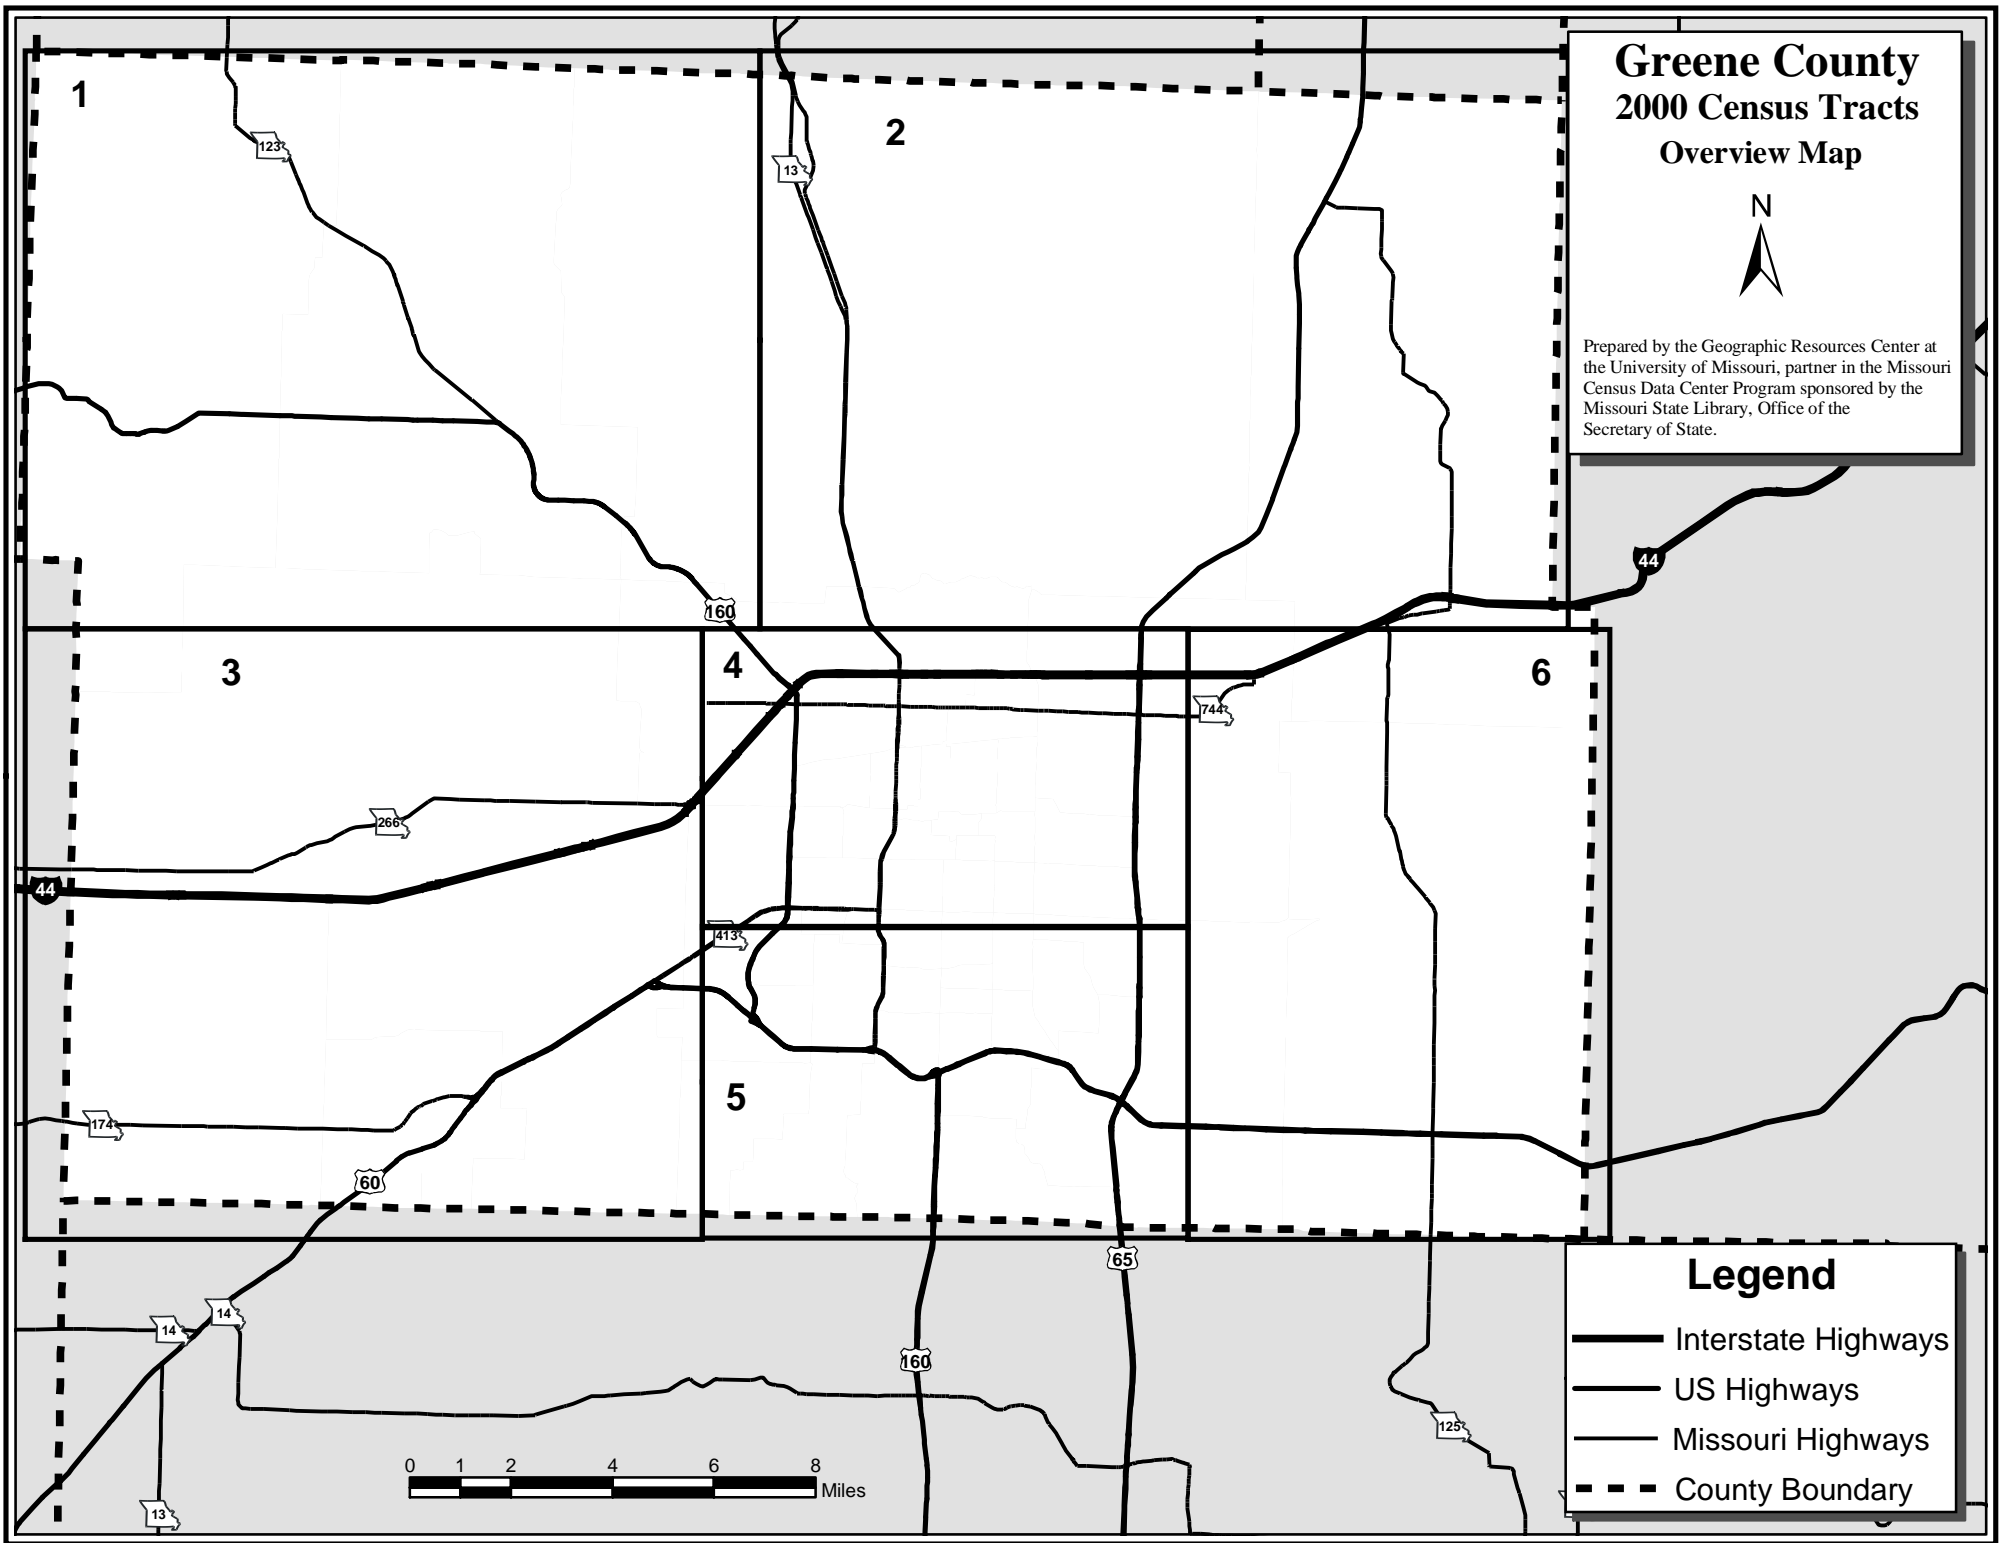 Greene County
2000 Census Tracts
Overview Map
N
Prepared by the Geographic Resources Center at
the University of Missouri, partner in the Missouri
Census Data Center Program sponsored by the
Missouri State Library, Office of the
Secretary of State.
1
2
123
13
44
160
3
4
6
744
266
44
413
5
174
60
65
14
14
160
125
13
0 1 2 4 6 8
Miles
Legend
Interstate Highways
US Highways
Missouri Highways
County Boundary